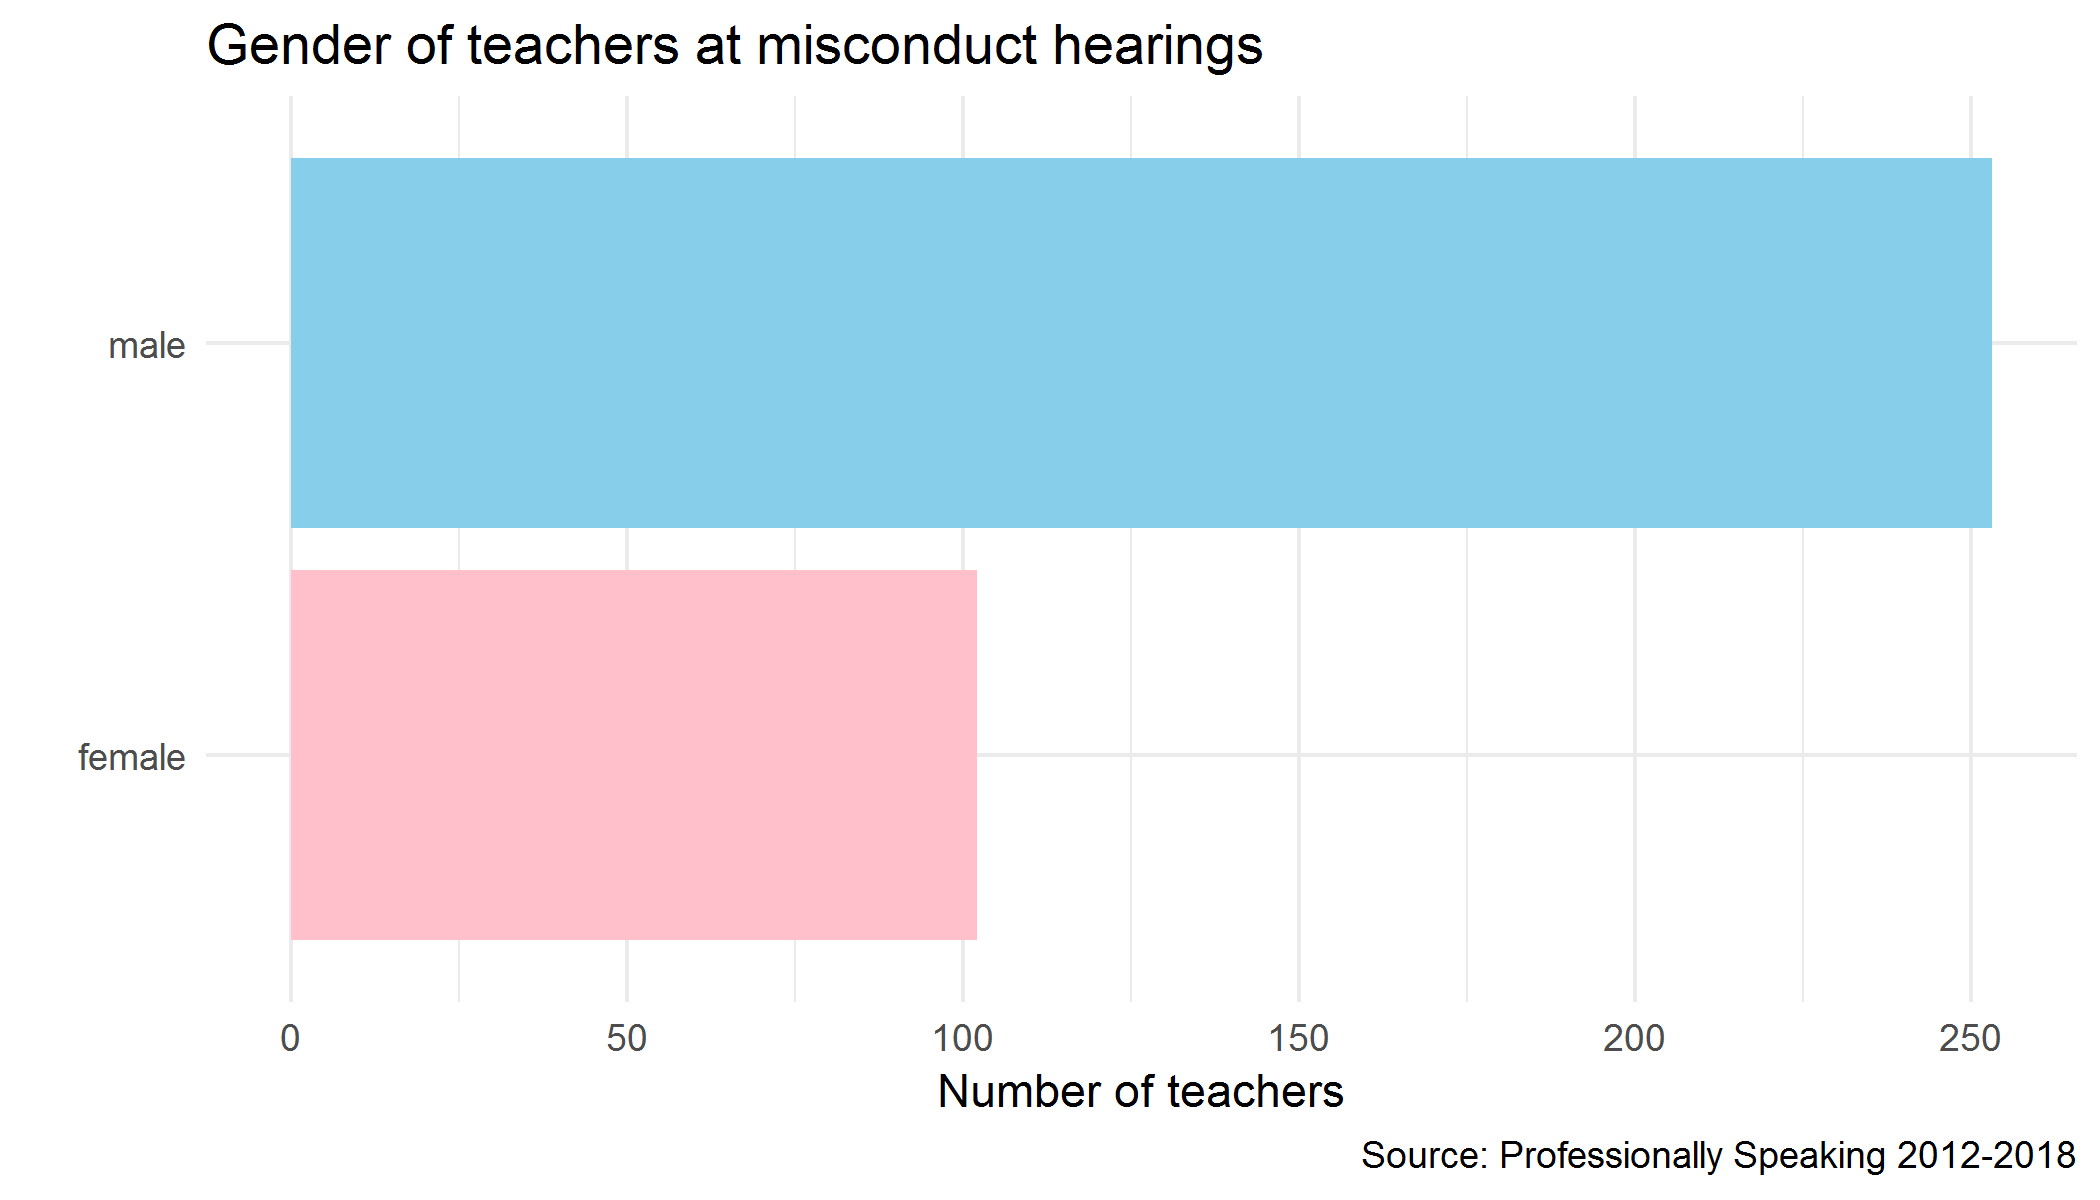 Gender of teachers at misconduct hearings
male
female
0 50 100 150 200 250
Number of teachers
Source: Professionally Speaking 2012-2018